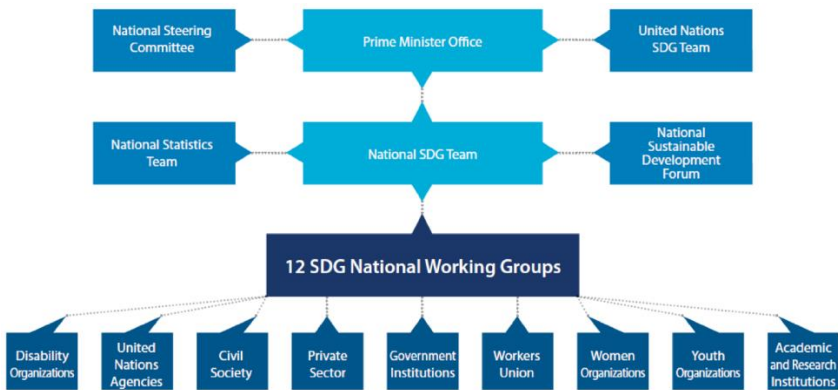 National Steering
Committee
Prime Minister Office
United Nations
SDG Team
National Statistics
Team
National SDG Team
National
Sustainable
Development
Forum
12 SDG National Working Groups
Disability
Organizations
United
Nations
Agencies
Civil
Society
Private
Sector
Government
Institutions
Workers
Union
Women
Organizations
Youth
Organizations
Academic
and Research
Institutions